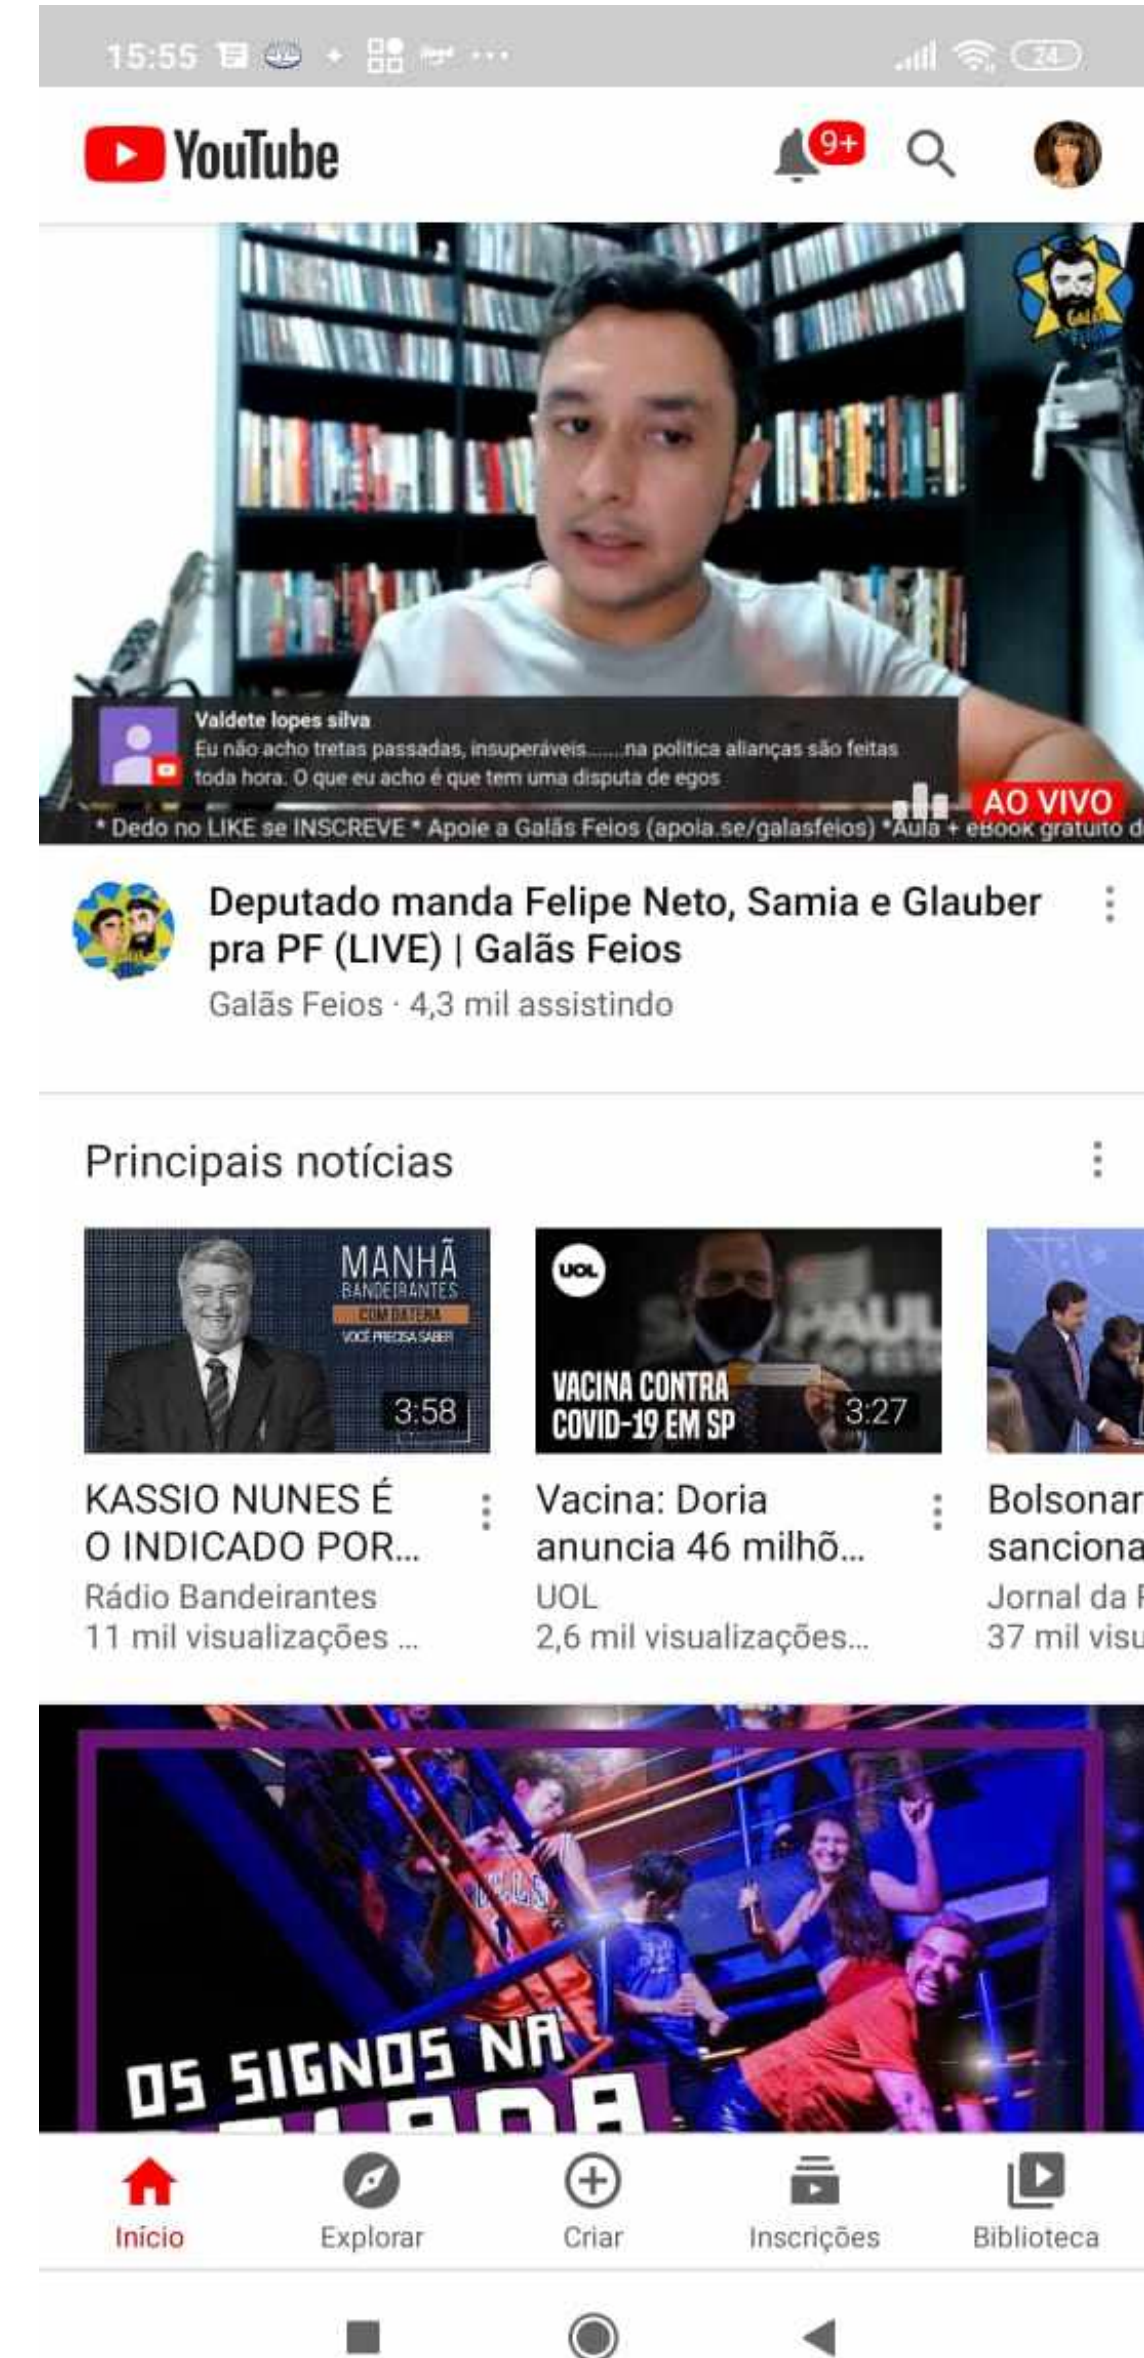 15:55
24
YouTube
9+
Valdete lopes silva
Eu não acho tretas passadas, insuperáveis.......na politica alianças são feitas
toda hora. O que eu acho é que tem uma disputa de egos
AO VIVO
* Dedo no LIKE se INSCREVE * Apoie a Galãs Feios (apoia.se/galasfeios) *Aula + eBook gratuito d
Deputado manda Felipe Neto, Samia e Glauber
pra PF (LIVE) | Galãs Feios
Galãs Feios · 4,3 mil assistindo
Principais notícias
MANHÃ
BANDEIRANTES
COM DATENA
VOCÊ PRECISA SABER!
3:58
KASSIO NUNES É
O INDICADO POR...
Rádio Bandeirantes
11 mil visualizações ...
UOL
VACINA CONTRA
COVID-19 EM SP
3:27
Vacina: Doria
anuncia 46 milhõ...
UOL
2,6 mil visualizações...
Bolsonar
sanciona
Jornal da
37 mil visu
OS SIGNOS NA
Início
Explorar
Criar
Inscrições
Biblioteca